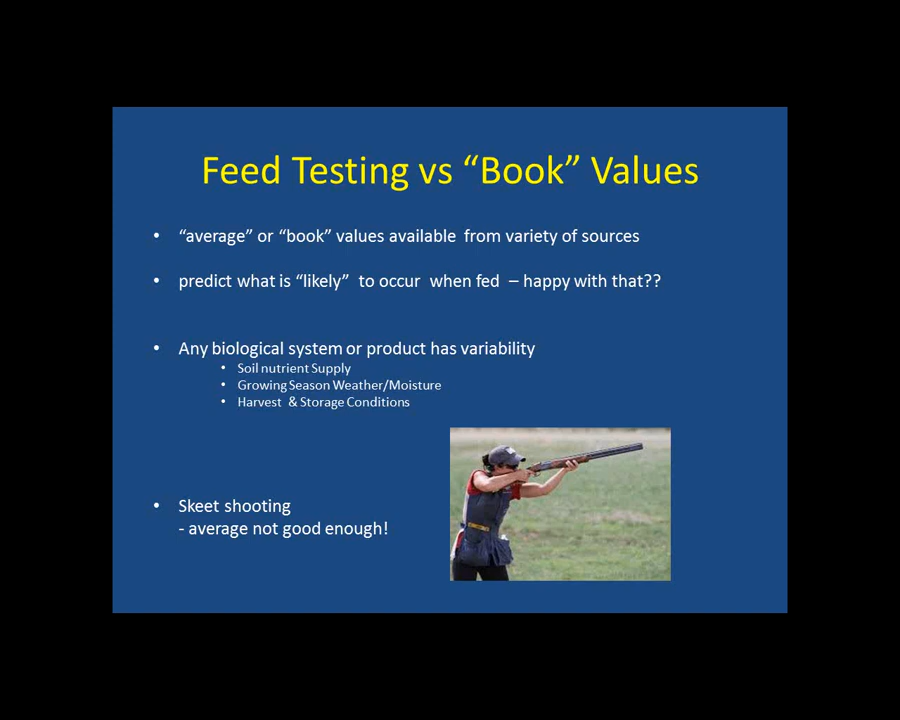 Feed Testing vs “Book” Values
• “average” or “book” values available from variety of sources
• predict what is “likely” to occur when fed – happy with that??
• Any biological system or product has variability
• Soil nutrient Supply
• Growing Season Weather/Moisture
• Harvest & Storage Conditions
• Skeet shooting
- average not good enough!